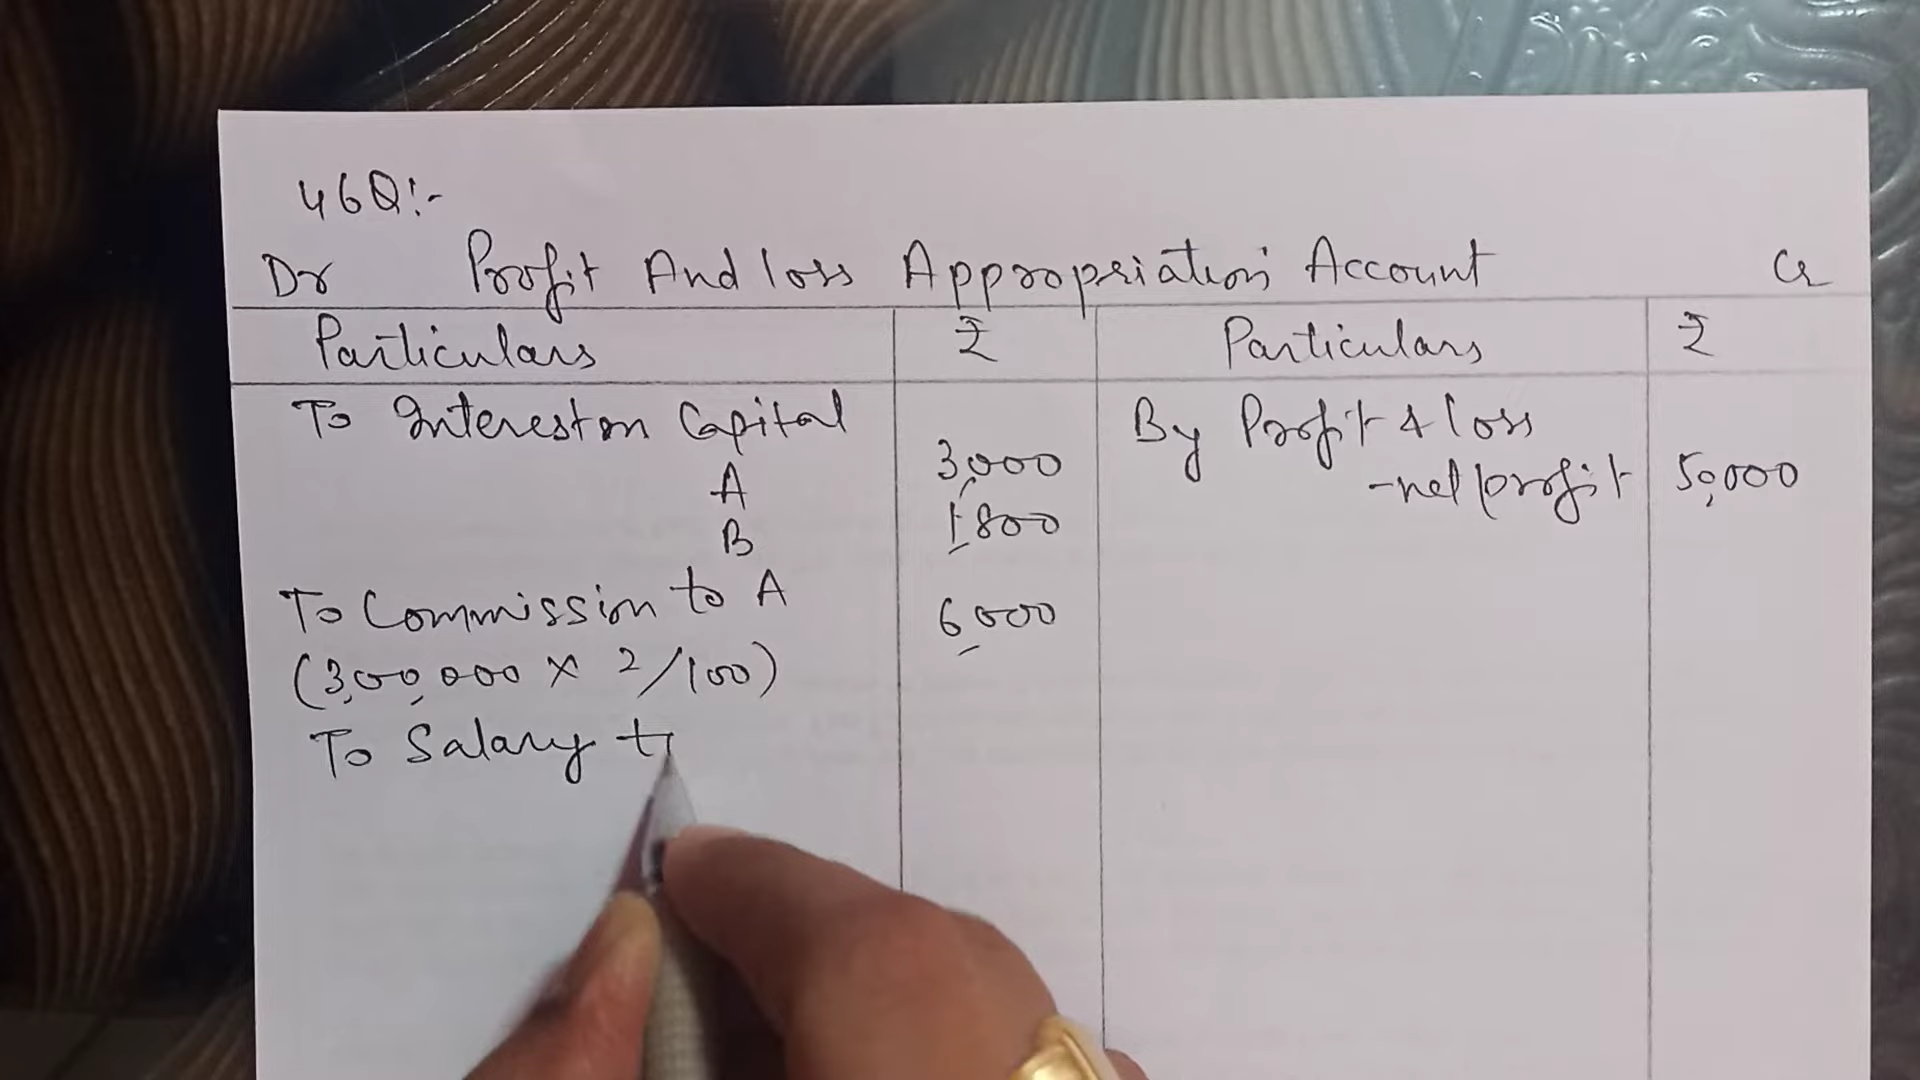 46Q:-
Dr Profit And loss Appropriation Account Cr
Particulars ₹ Particulars ₹
To Interest on Capital By Profit & loss
A 3,000 -net profit 50,000
B 1,800
To Commission to A 6,000
(3,00,000 × 2/100)
To Salary t